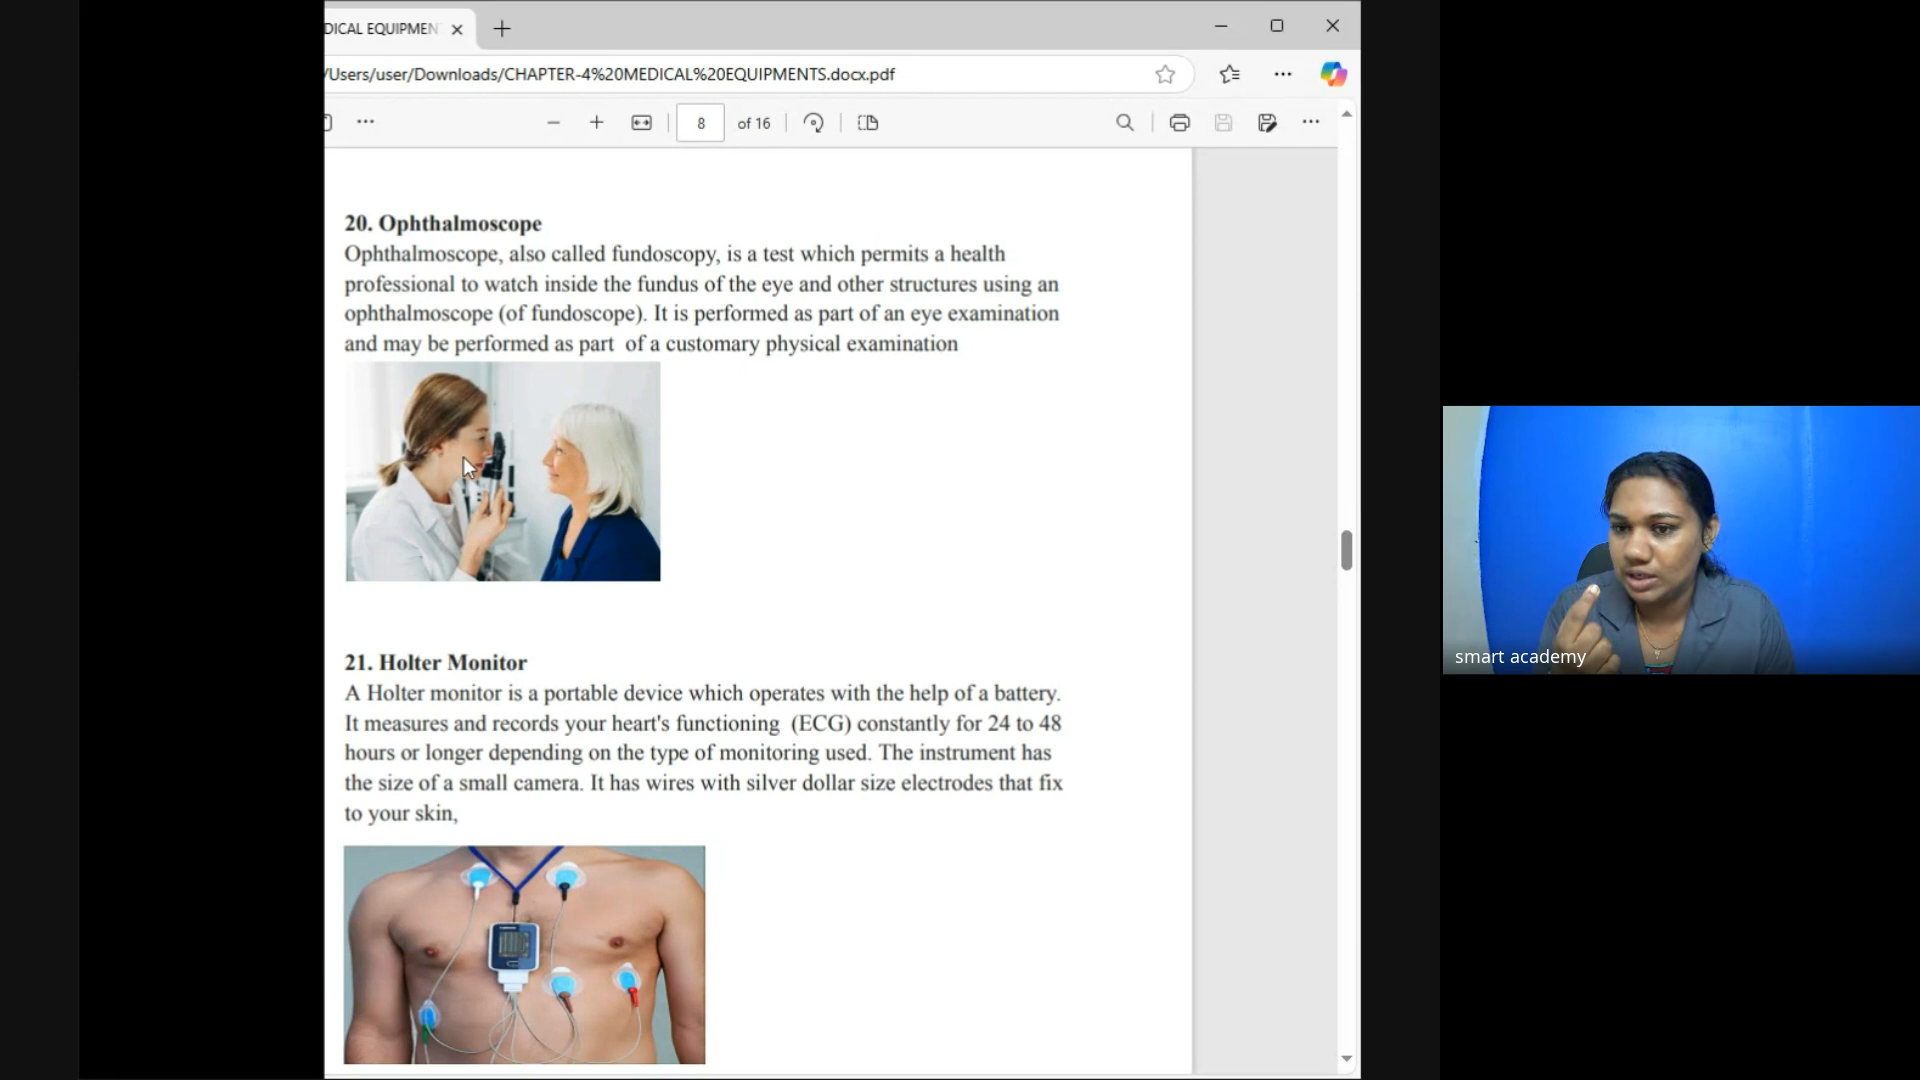 DICAL EQUIPMEN
/Users/user/Downloads/CHAPTER-4%20MEDICAL%20EQUIPMENTS.docx.pdf
8 of 16
20. Ophthalmoscope
Ophthalmoscope, also called fundoscopy, is a test which permits a health
professional to watch inside the fundus of the eye and other structures using an
ophthalmoscope (of fundoscope). It is performed as part of an eye examination
and may be performed as part  of a customary physical examination
21. Holter Monitor
A Holter monitor is a portable device which operates with the help of a battery.
It measures and records your heart's functioning  (ECG) constantly for 24 to 48
hours or longer depending on the type of monitoring used. The instrument has
the size of a small camera. It has wires with silver dollar size electrodes that fix
to your skin,
smart academy